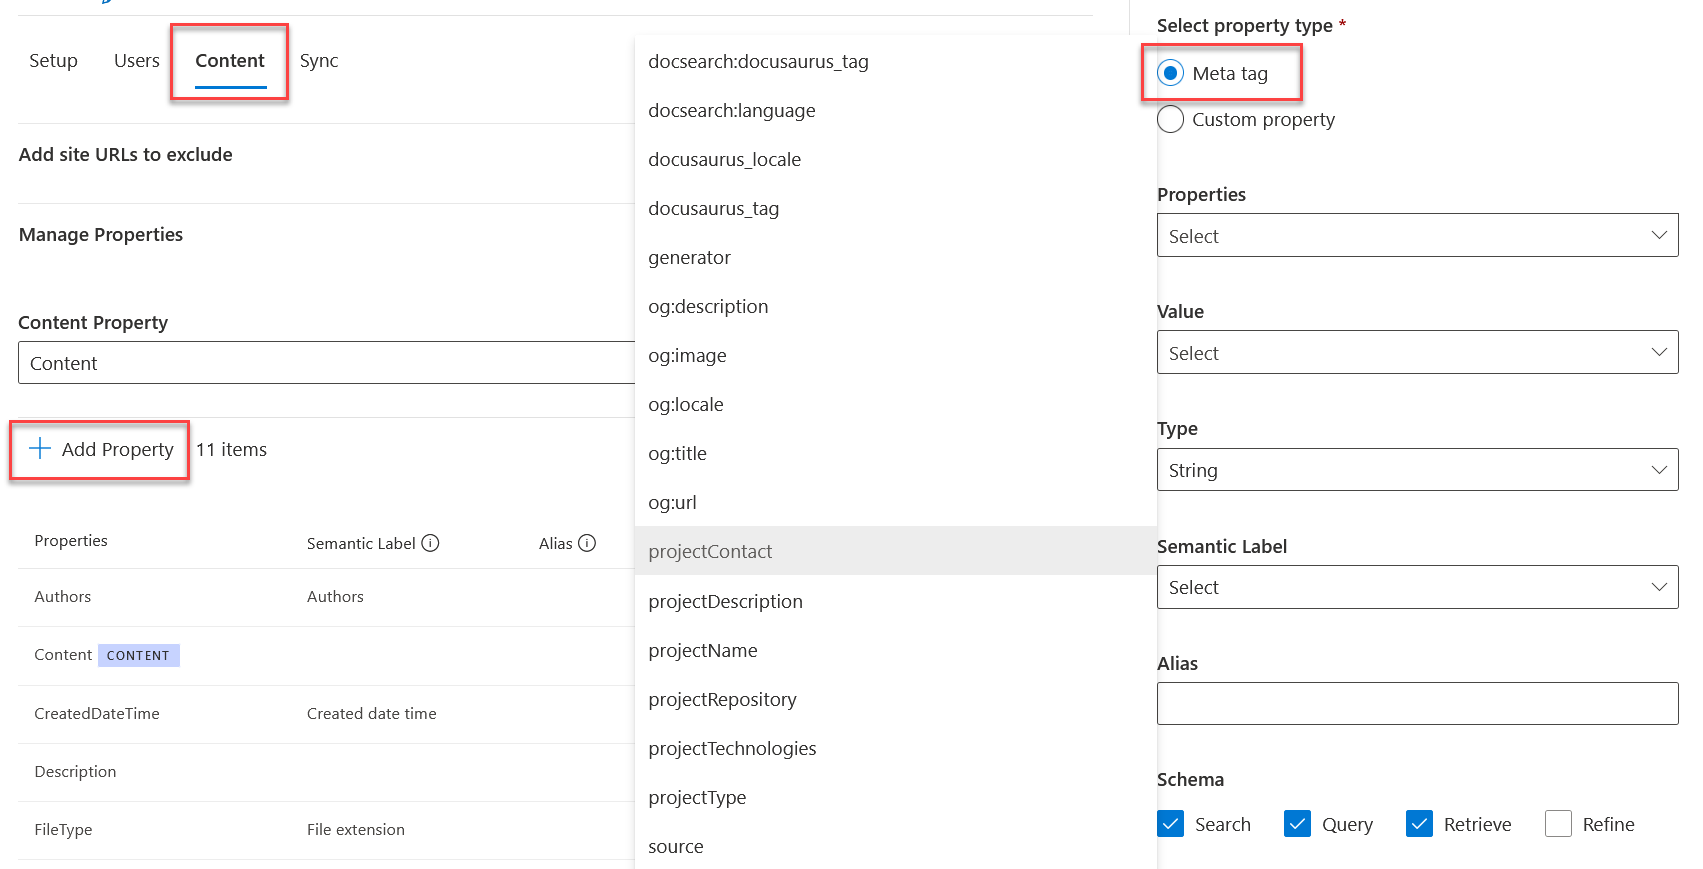 Setup
Users
Content
Sync
Add site URLs to exclude
Manage Properties
Content Property
Content
Add Property
11 items
Properties
Semantic Label
Alias
Authors
Authors
Content
CONTENT
CreatedDateTime
Created date time
Description
FileType
File extension
docsearch:docusaurus_tag
docsearch:language
docusaurus_locale
docusaurus_tag
generator
og:description
og:image
og:locale
og:title
og:url
projectContact
projectDescription
projectName
projectRepository
projectTechnologies
projectType
source
Select property type *
Meta tag
Custom property
Properties
Select
Value
Select
Type
String
Semantic Label
Select
Alias
Schema
Search
Query
Retrieve
Refine